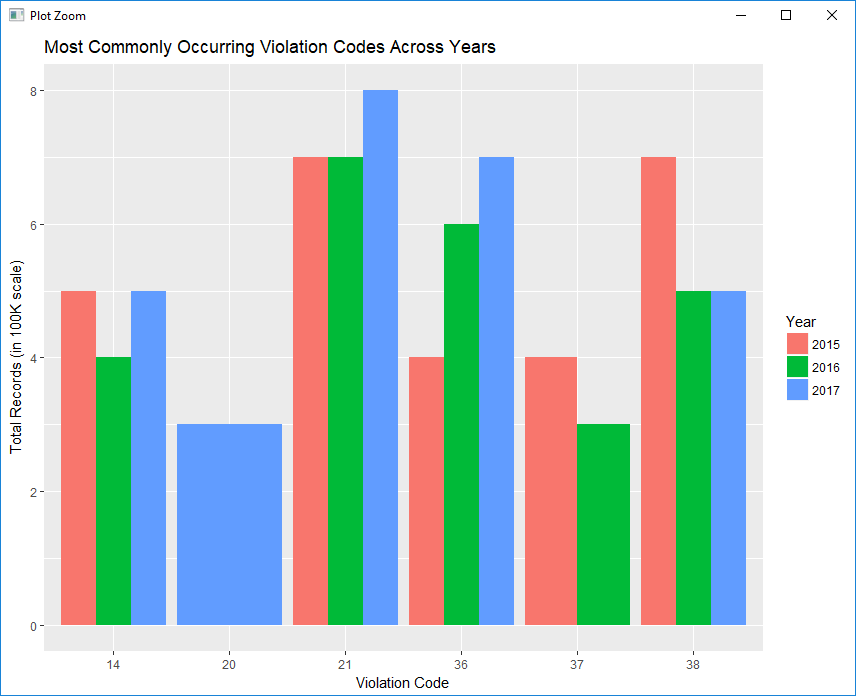 Plot Zoom
Most Commonly Occurring Violation Codes Across Years
Total Records (in 100K scale)
8
6
4
2
0
14 20 21 36 37 38
Violation Code
Year
2015
2016
2017